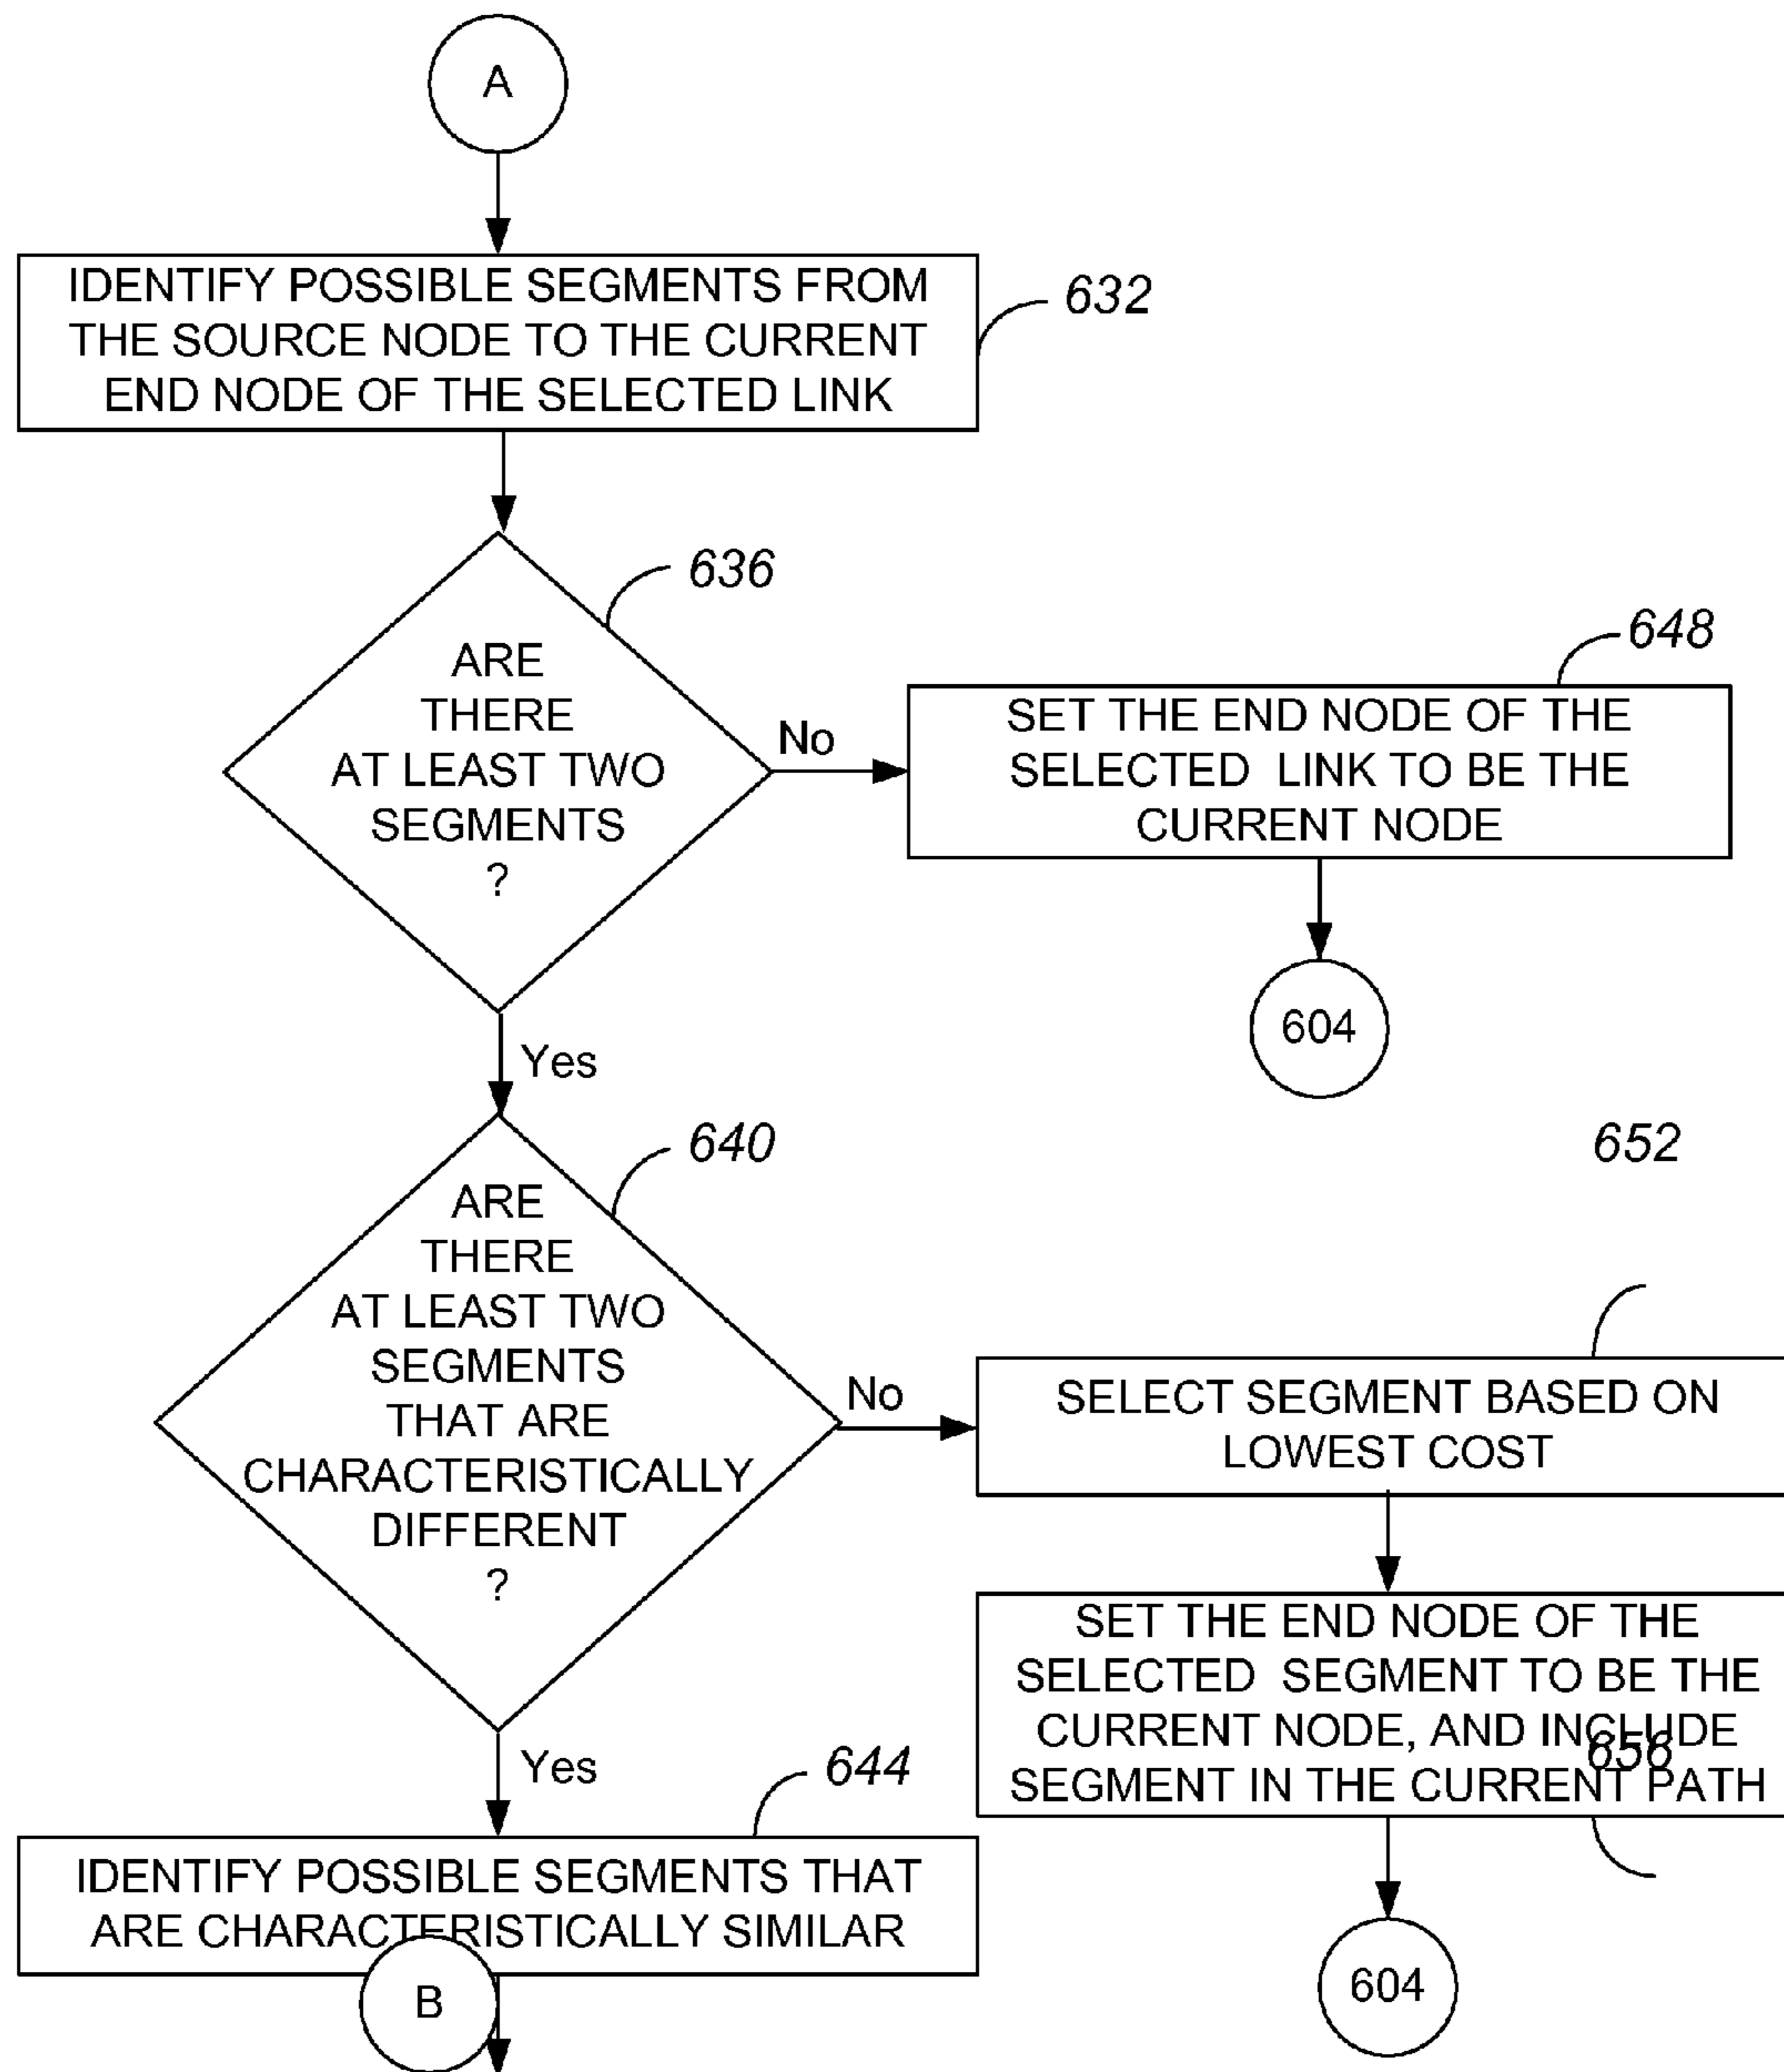 A
IDENTIFY POSSIBLE SEGMENTS FROM
THE SOURCE NODE TO THE CURRENT
END NODE OF THE SELECTED LINK
632
636
ARE
THERE
AT LEAST TWO
SEGMENTS
?
No
648
SET THE END NODE OF THE
SELECTED LINK TO BE THE
CURRENT NODE
604
Yes
640
ARE
THERE
AT LEAST TWO
SEGMENTS
THAT ARE
CHARACTERISTICALLY
DIFFERENT
?
No
652
SELECT SEGMENT BASED ON
LOWEST COST
SET THE END NODE OF THE
SELECTED SEGMENT TO BE THE
CURRENT NODE, AND INCLUDE
SEGMENT IN THE CURRENT PATH
656
604
Yes
644
IDENTIFY POSSIBLE SEGMENTS THAT
ARE CHARACTERISTICALLY SIMILAR
B